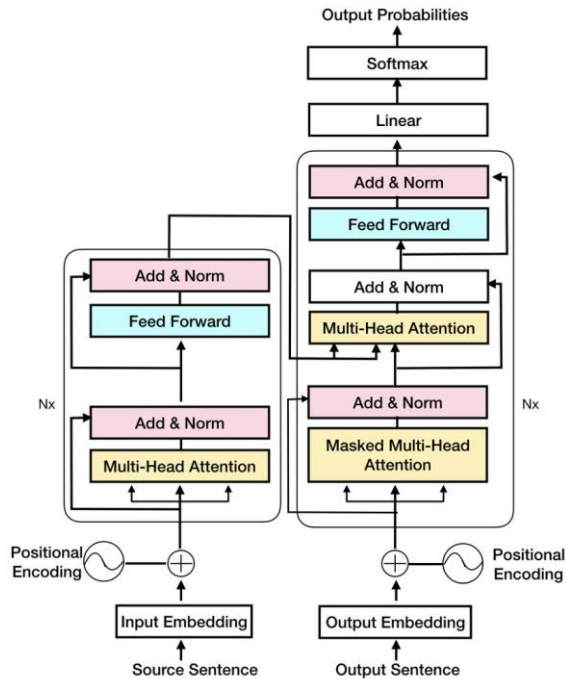 Output Probabilities
Softmax
Linear
Add & Norm
Feed Forward
Add & Norm
Multi-Head Attention
Add & Norm
Masked Multi-Head
Attention
Nx
Add & Norm
Feed Forward
Add & Norm
Multi-Head Attention
Nx
Positional
Encoding
Input Embedding
Source Sentence
Positional
Encoding
Output Embedding
Output Sentence